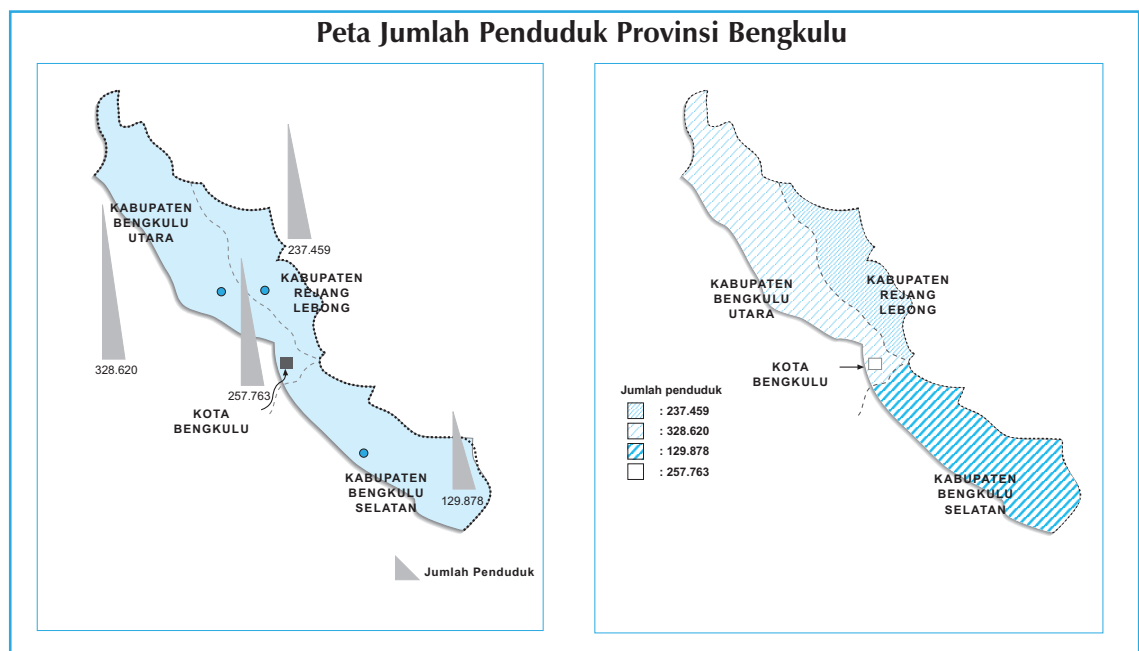 Peta Jumlah Penduduk Provinsi Bengkulu
KABUPATEN
BENGKULU
UTARA
237.459
KABUPATEN
REJANG
LEBONG
328.620
257.763
KOTA
BENGKULU
KABUPATEN
BENGKULU
SELATAN
129.878
Jumlah Penduduk
KABUPATEN
BENGKULU
UTARA
KABUPATEN
REJANG
LEBONG
KOTA
BENGKULU
Jumlah penduduk
: 237.459
: 328.620
: 129.878
: 257.763
KABUPATEN
BENGKULU
SELATAN